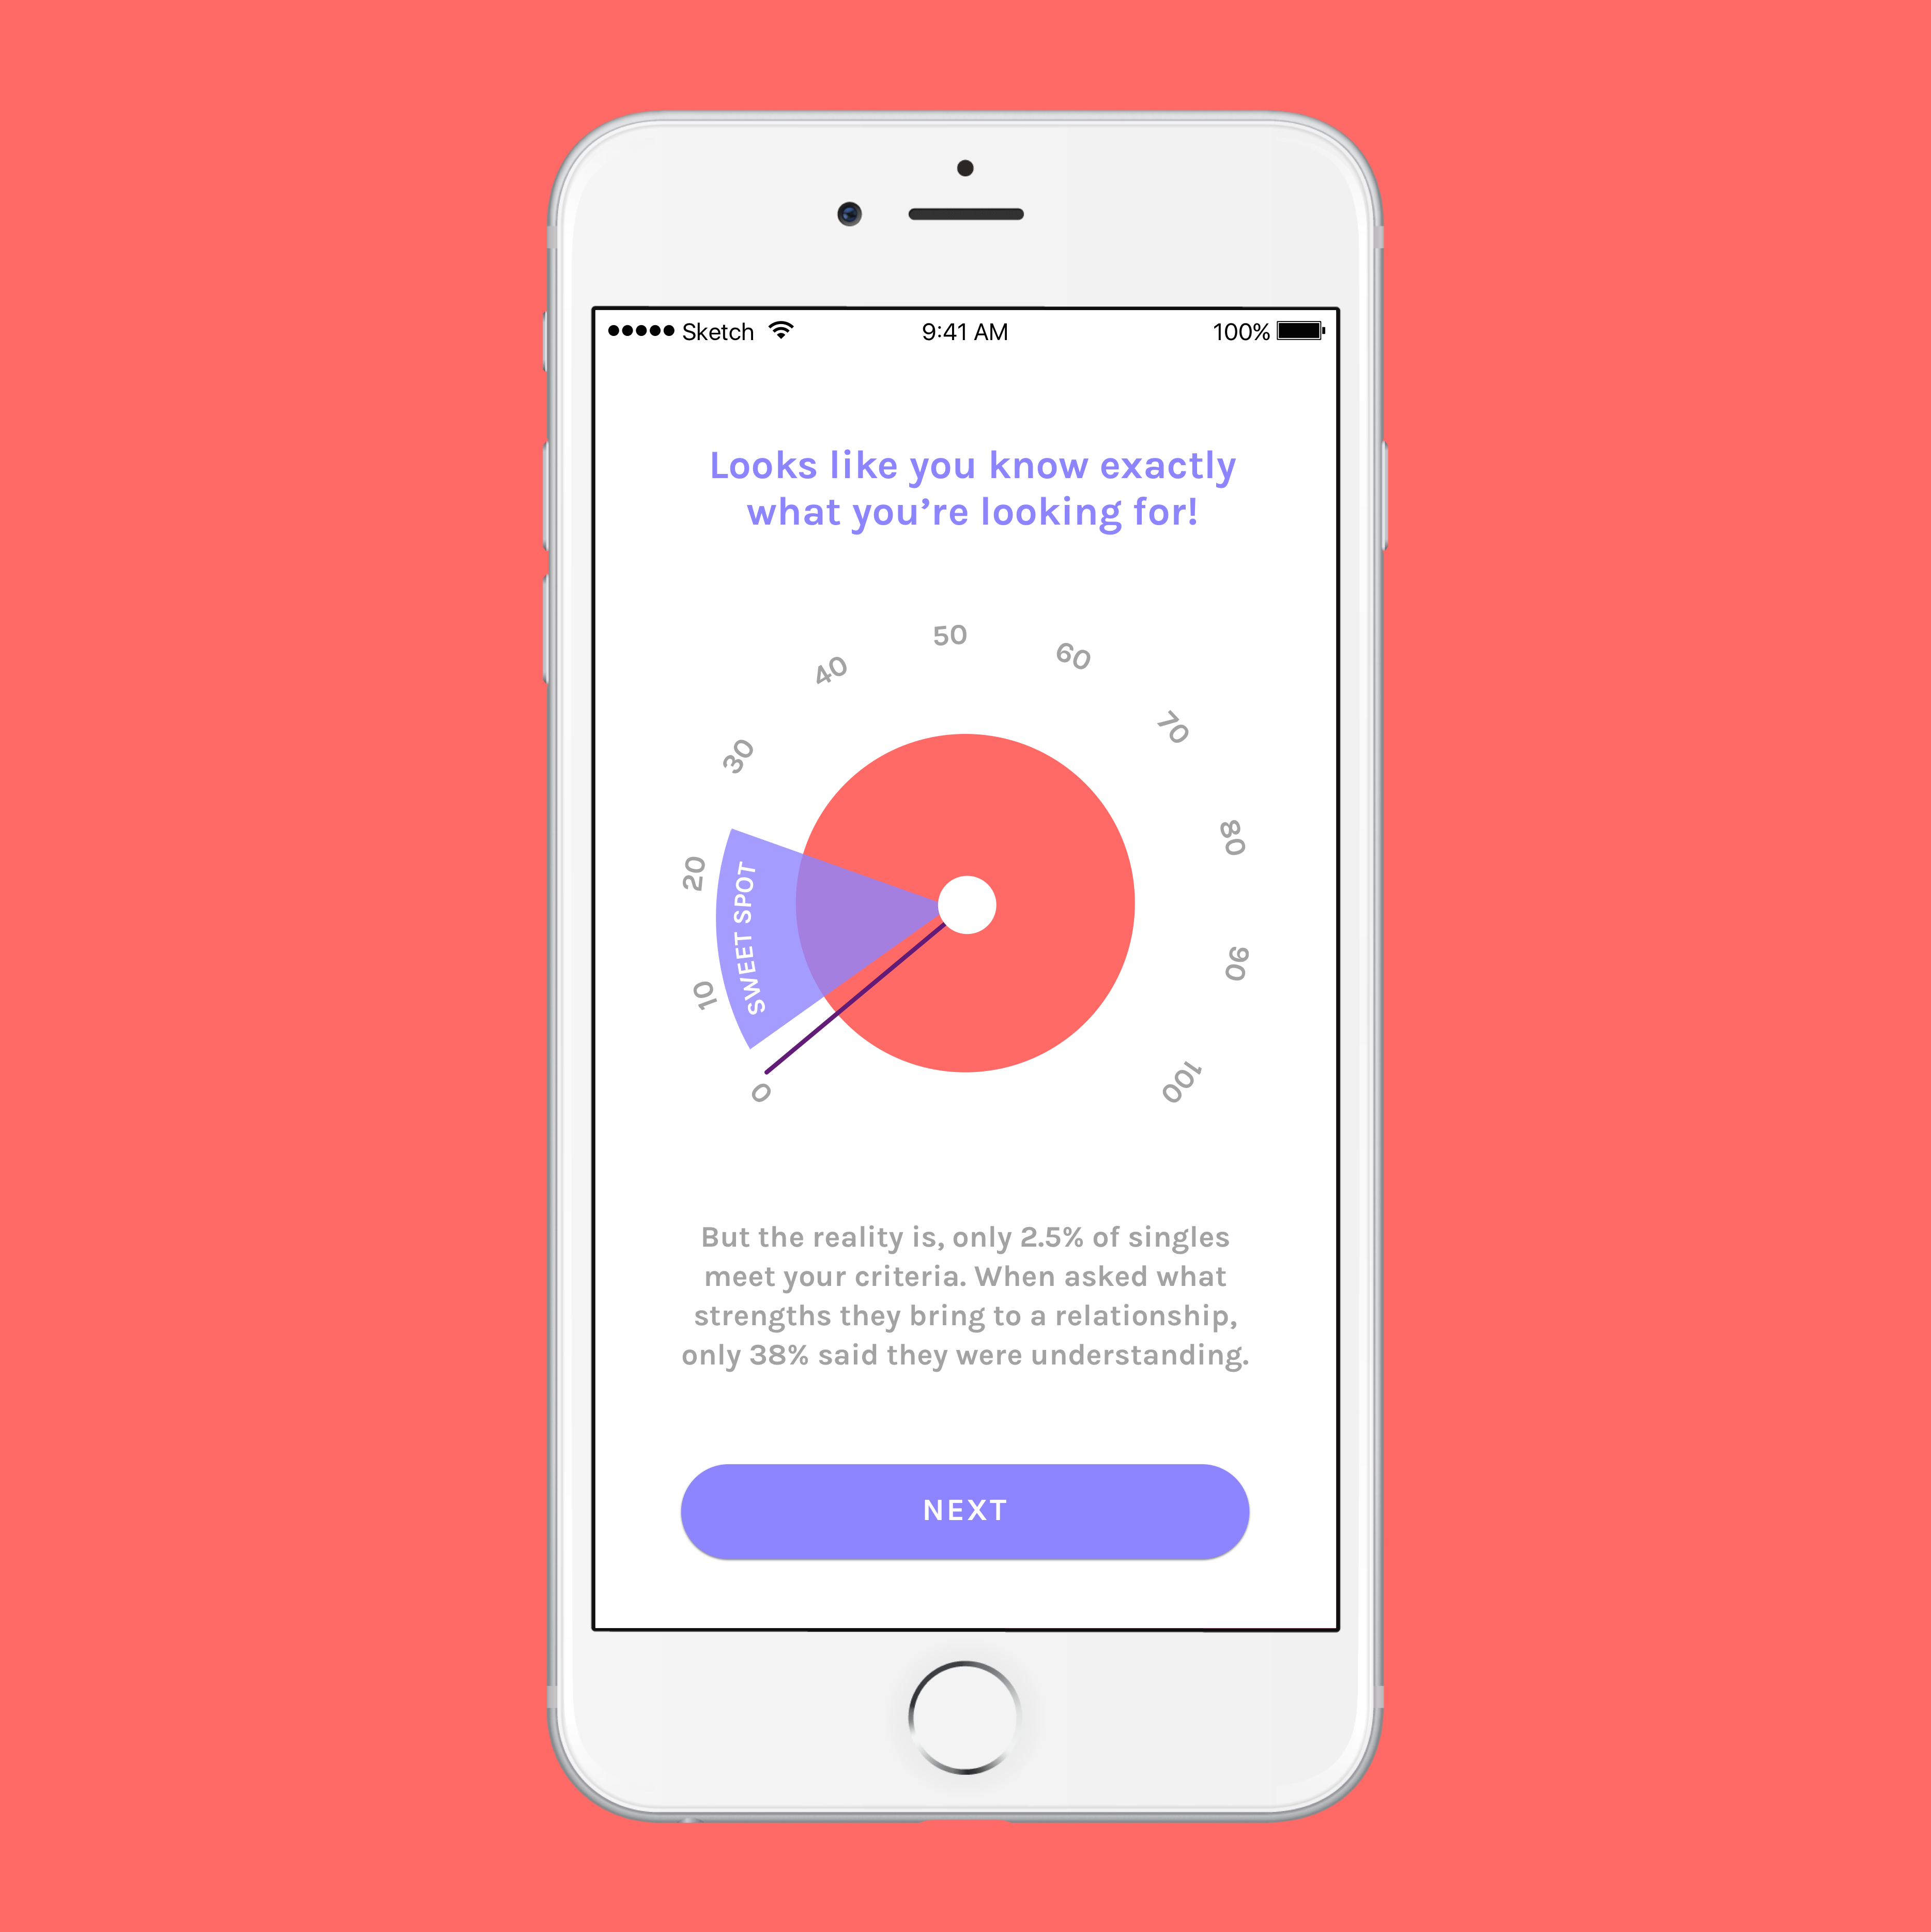 Sketch 9:41 AM 100%
Looks like you know exactly
what you’re looking for!
0
10
20
30
40
50
60
70
80
90
100
SWEET SPOT
But the reality is, only 2.5% of singles
meet your criteria. When asked what
strengths they bring to a relationship,
only 38% said they were understanding.
NEXT